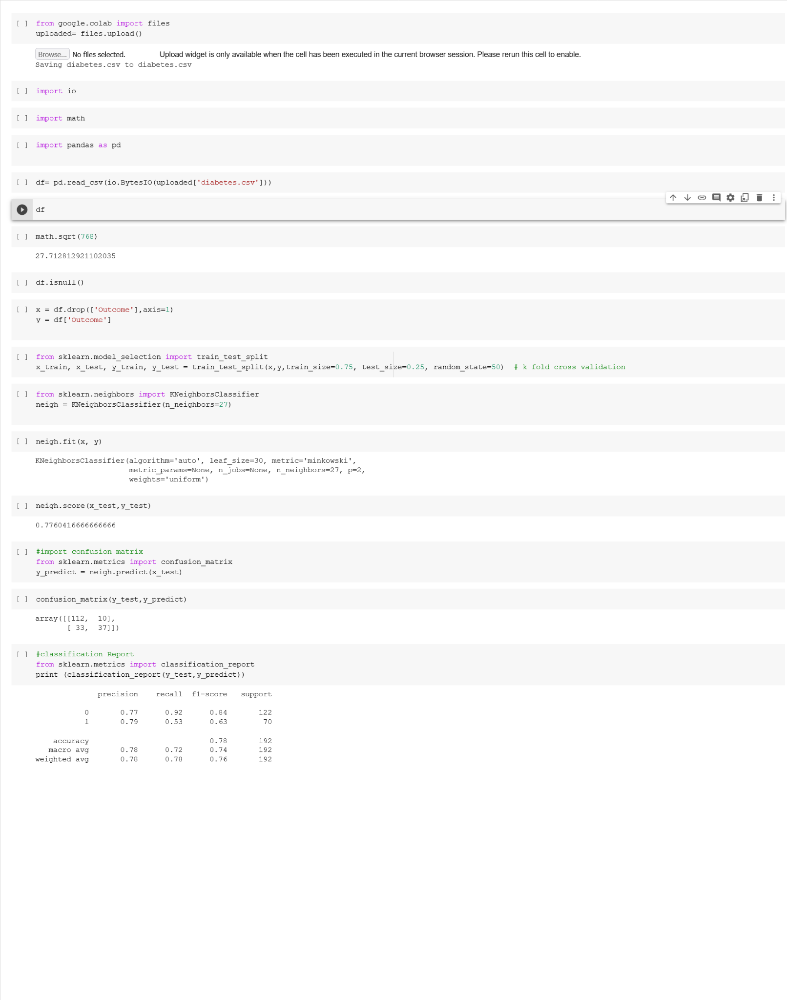 [ ] from google.colab import files
uploaded= files.upload()
Browse... No files selected. Upload widget is only available when the cell has been executed in the current browser session. Please rerun this cell to enable.
Saving diabetes.csv to diabetes.csv
[ ] import io
[ ] import math
[ ] import pandas as pd
[ ] df= pd.read_csv(io.BytesIO(uploaded['diabetes.csv']))
df
[ ] math.sqrt(768)
27.712812921102035
[ ] df.isnull()
[ ] x = df.drop(['Outcome'],axis=1)
y = df['Outcome']
[ ] from sklearn.model_selection import train_test_split
x_train, x_test, y_train, y_test = train_test_split(x,y,train_size=0.75, test_size=0.25, random_state=50)  # k fold cross validation
[ ] from sklearn.neighbors import KNeighborsClassifier
neigh = KNeighborsClassifier(n_neighbors=27)
[ ] neigh.fit(x, y)
KNeighborsClassifier(algorithm='auto', leaf_size=30, metric='minkowski',
metric_params=None, n_jobs=None, n_neighbors=27, p=2,
weights='uniform')
[ ] neigh.score(x_test,y_test)
0.7760416666666666
[ ] #import confusion matrix
from sklearn.metrics import confusion_matrix
y_predict = neigh.predict(x_test)
[ ] confusion_matrix(y_test,y_predict)
array([[112,  10],
[ 33,  37]])
[ ] #classification Report
from sklearn.metrics import classification_report
print (classification_report(y_test,y_predict))
precision recall f1-score support
0 0.77 0.92 0.84 122
1 0.79 0.53 0.63 70
accuracy 0.78 192
macro avg 0.78 0.72 0.74 192
weighted avg 0.78 0.78 0.76 192